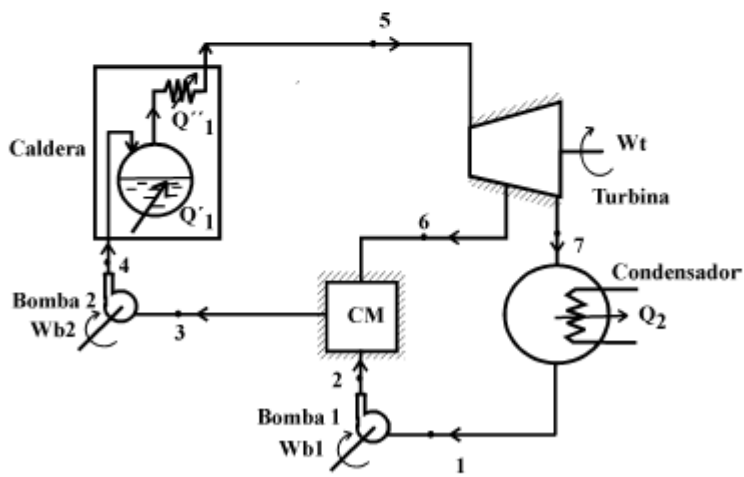 5
Q´´1
Caldera
Wt
Q´1
Turbina
6
7
4
Condensador
Bomba 2
CM
Q2
Wb2
3
2
Bomba 1
Wb1
1